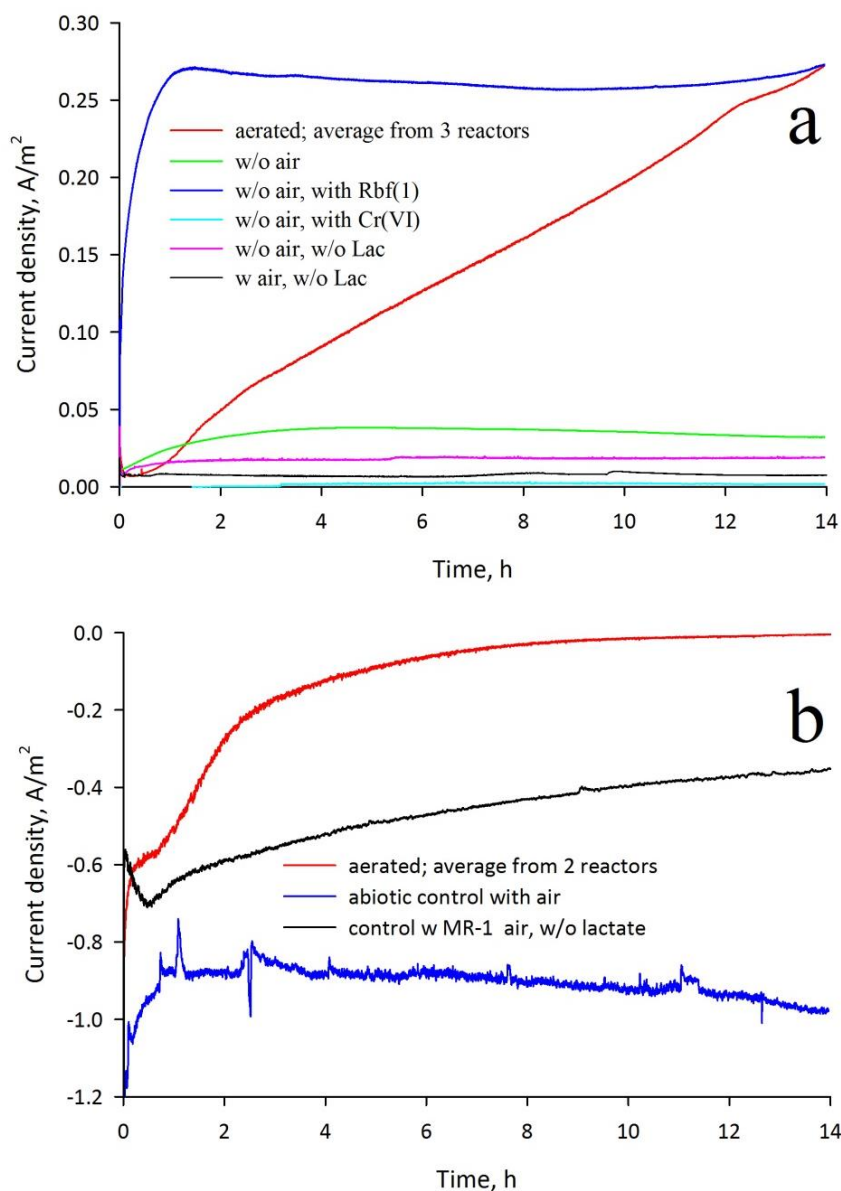 0.30
a
0.25
aerated; average from 3 reactors
w/o air
0.20
w/o air, with Rbf(1)
w/o air, with Cr(VI)
w/o air, w/o Lac
0.15
w air, w/o Lac
0.10
0.05
0.00
Current density, A/m²
0 2 4 6 8 10 12 14
Time, h
0.0
b
-0.2
-0.4
-0.6
aerated; average from 2 reactors
abiotic control with air
-0.8
control w MR-1 air, w/o lactate
-1.0
-1.2
Current density, A/m²
0 2 4 6 8 10 12 14
Time, h